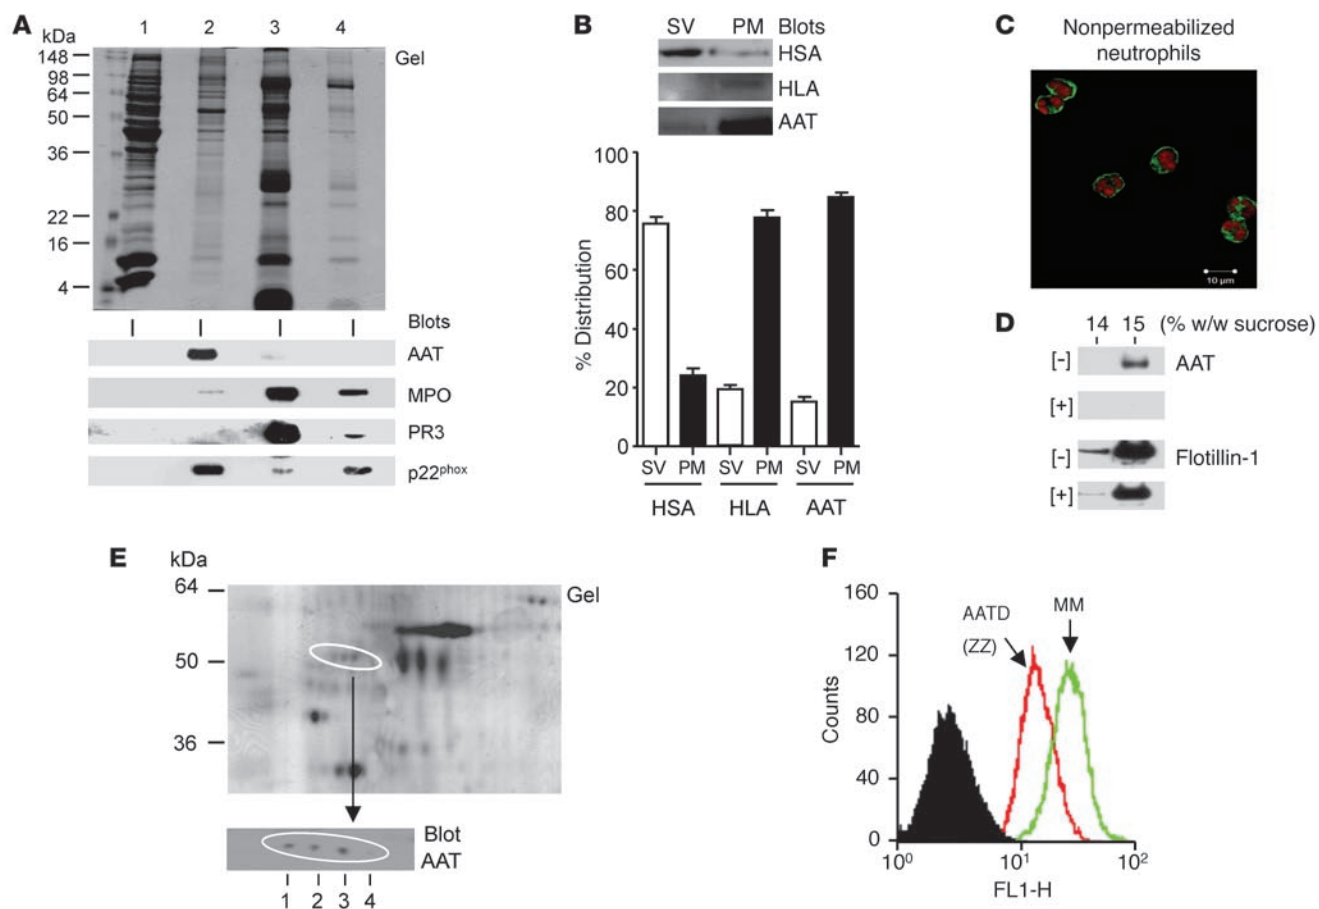 A
kDa
1 2 3 4
148
98
64
50
36
22
16
4
Gel
Blots
AAT
MPO
PR3
p22phox
B
SV PM Blots
HSA
HLA
AAT
% Distribution
100
80
60
40
20
0
SV PM SV PM SV PM
HSA HLA AAT
C
Nonpermeabilized
neutrophils
10 µm
D
14 15 (% w/w sucrose)
[-] AAT
[+]
[-] Flotillin-1
[+]
E
kDa
64
50
36
Gel
Blot
AAT
1 2 3 4
F
160
120
80
40
0
Counts
AATD
(ZZ)
MM
10⁰ 10¹ 10²
FL1-H